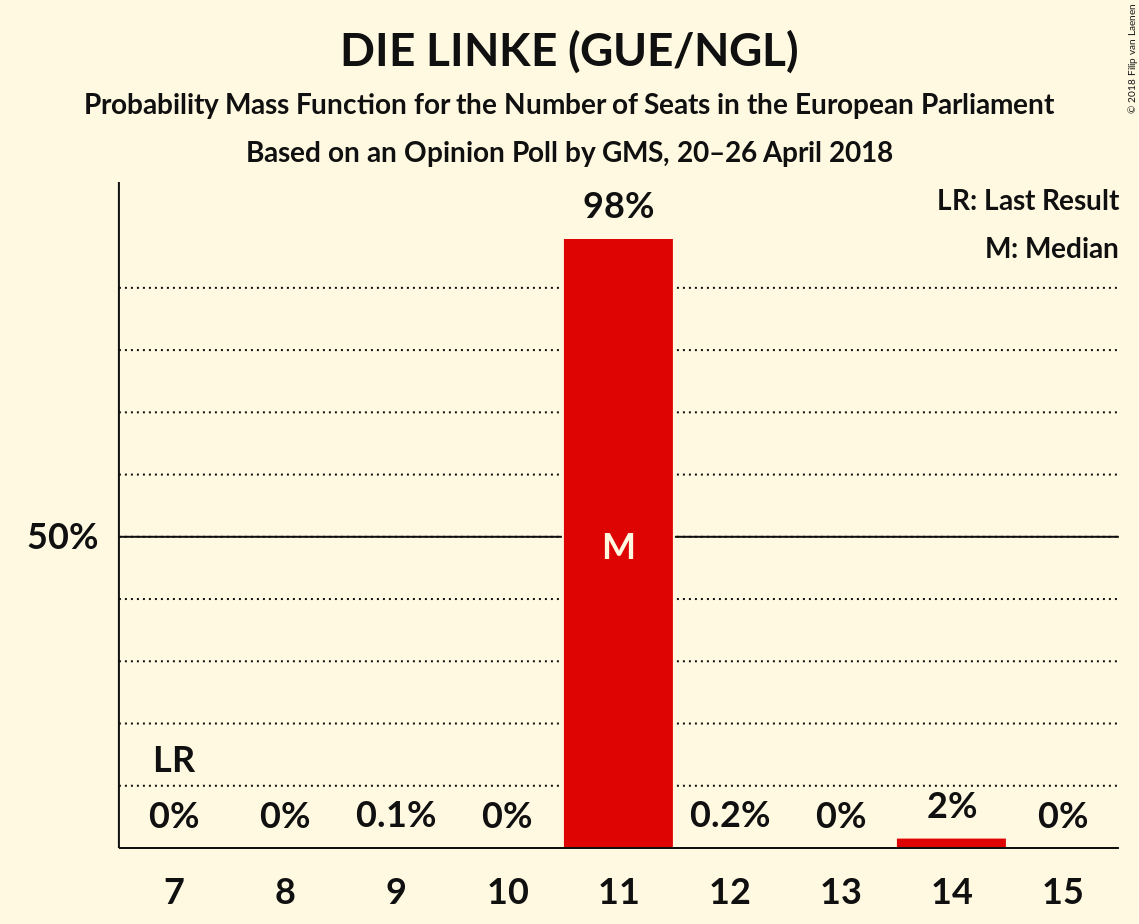 DIE LINKE (GUE/NGL)
Probability Mass Function for the Number of Seats in the European Parliament
Based on an Opinion Poll by GMS, 20–26 April 2018
© 2018 Filip van Laenen
LR: Last Result
M: Median
98%
50%
M
LR
0%
0%
0.1%
0%
0.2%
0%
2%
0%
7
8
9
10
11
12
13
14
15